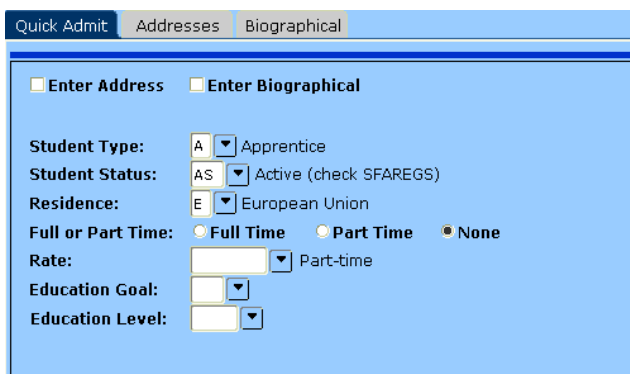 Quick Admit Addresses Biographical
Enter Address Enter Biographical
Student Type: A Apprentice
Student Status: AS Active (check SFAREGS)
Residence: E European Union
Full or Part Time: Full Time Part Time None
Rate: Part-time
Education Goal:
Education Level: